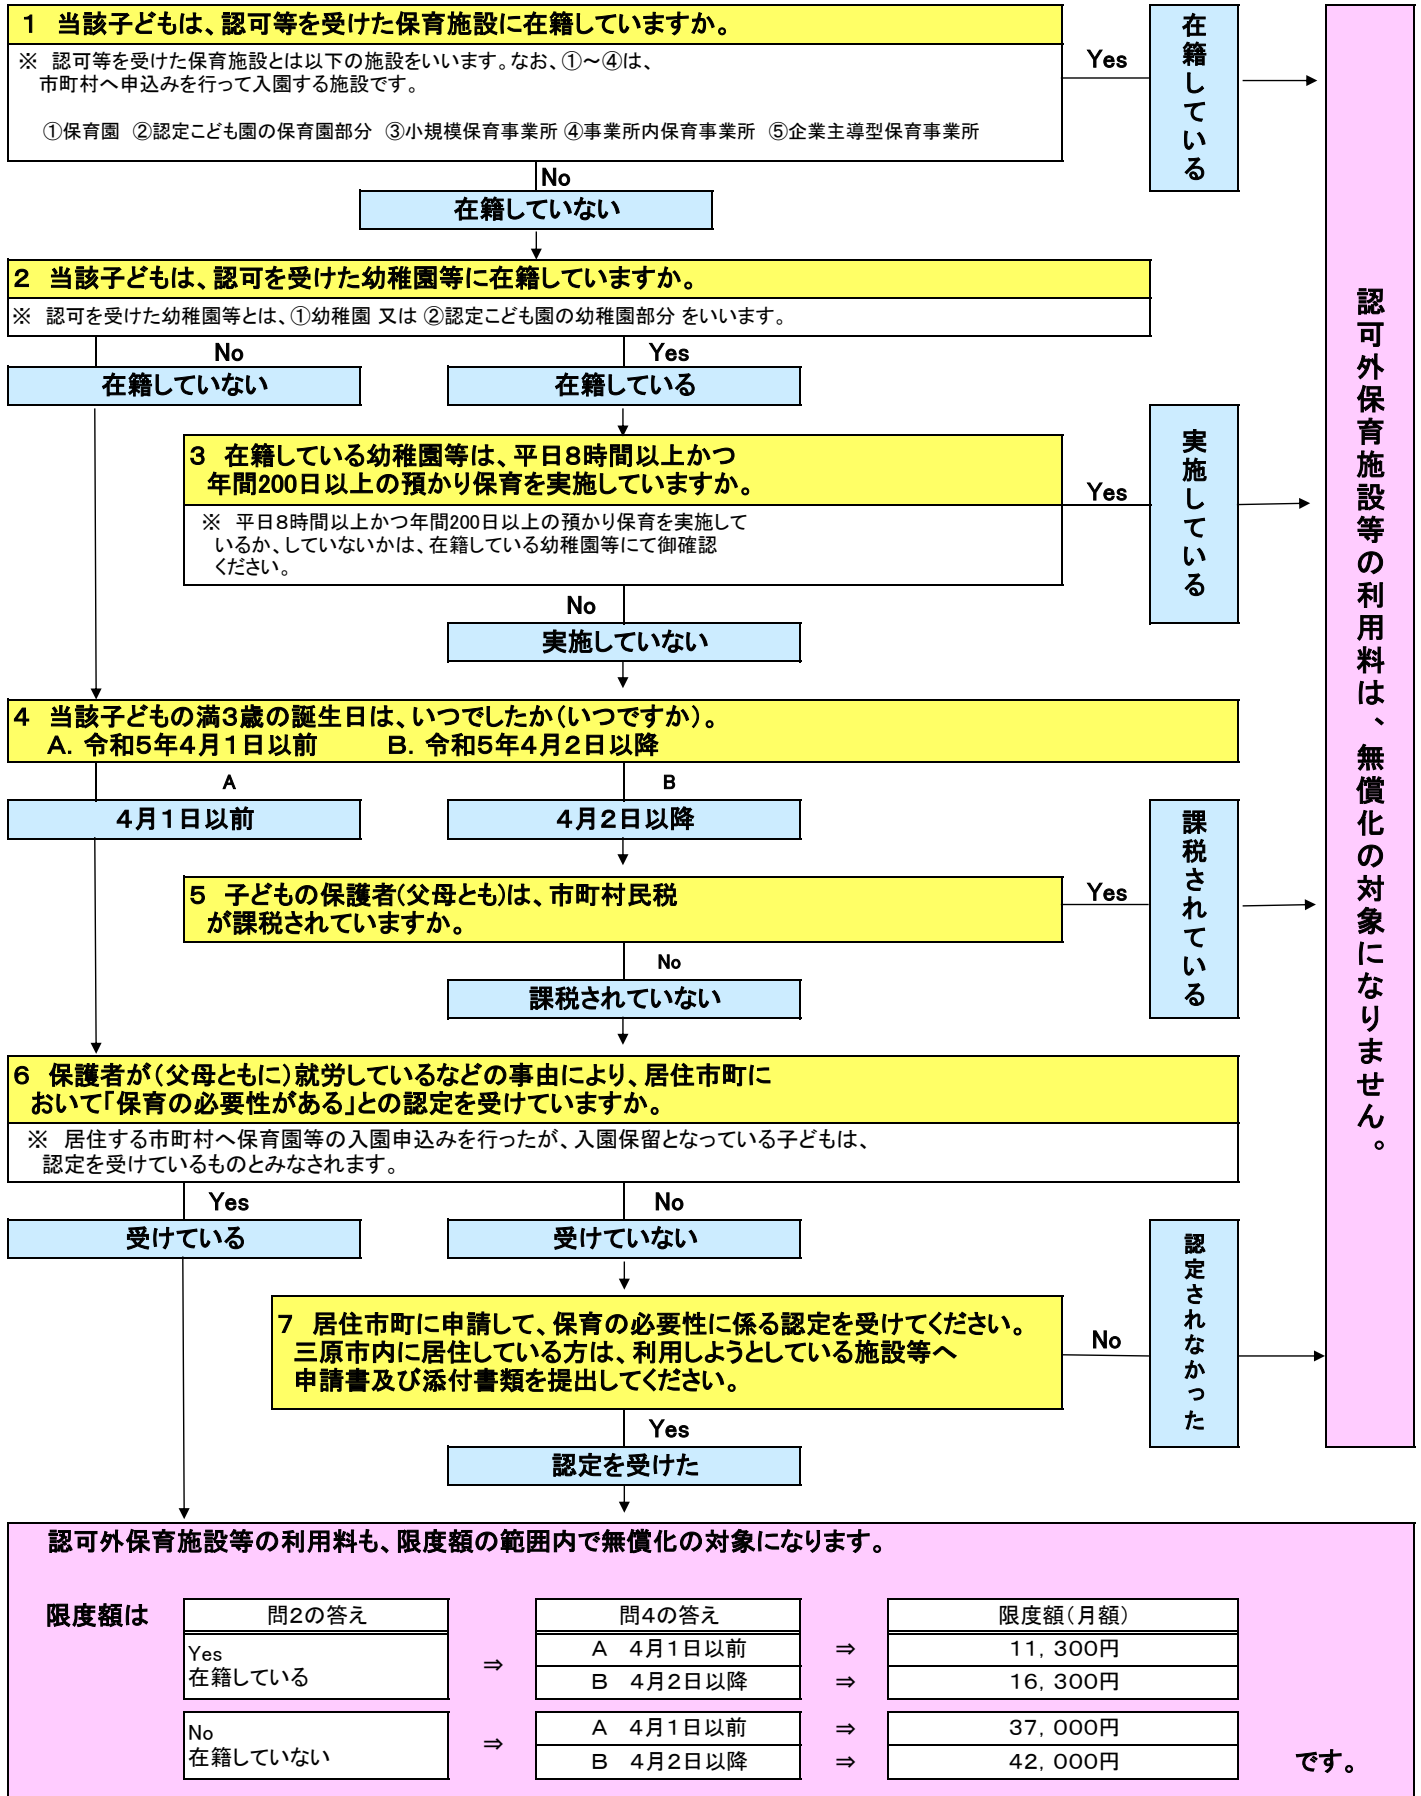 １　当該子どもは、認可等を受けた保育施設に在籍していますか。
※　認可等を受けた保育施設とは以下の施設をいいます。なお、①～④は、
市町村へ申込みを行って入園する施設です。
①保育園　②認定こども園の保育園部分　③小規模保育事業所 ④事業所内保育事業所　⑤企業主導型保育事業所
Yes
在籍している
No
在籍していない
２　当該子どもは、認可を受けた幼稚園等に在籍していますか。
※　認可を受けた幼稚園等とは、①幼稚園 又は ②認定こども園の幼稚園部分 をいいます。
No
Yes
在籍していない
在籍している
３　在籍している幼稚園等は、平日８時間以上かつ
年間200日以上の預かり保育を実施していますか。
※　平日８時間以上かつ年間200日以上の預かり保育を実施して
いるか、していないかは、在籍している幼稚園等にて御確認
ください。
Yes
実施している
No
実施していない
４　当該子どもの満３歳の誕生日は、いつでしたか（いつですか）。
Ａ．令和５年４月１日以前　　　Ｂ．令和５年４月２日以降
A
B
４月１日以前
４月２日以降
５　子どもの保護者(父母とも)は、市町村民税
が課税されていますか。
Yes
課税されている
No
課税されていない
６　保護者が（父母ともに）就労しているなどの事由により、居住市町に
おいて「保育の必要性がある」との認定を受けていますか。
※　居住する市町村へ保育園等の入園申込みを行ったが、入園保留となっている子どもは、
認定を受けているものとみなされます。
Yes
No
受けている
受けていない
７　居住市町に申請して、保育の必要性に係る認定を受けてください。
三原市内に居住している方は、利用しようとしている施設等へ
申請書及び添付書類を提出してください。
No
認定されなかった
Yes
認定を受けた
認可外保育施設等の利用料は、無償化の対象になりません。
認可外保育施設等の利用料も、限度額の範囲内で無償化の対象になります。
限度額は
問２の答え
問４の答え
限度額（月額）
Yes
在籍している
⇒
Ａ　４月１日以前
⇒
１１，３００円
Ｂ　４月２日以降
⇒
１６，３００円
No
在籍していない
⇒
Ａ　４月１日以前
⇒
３７，０００円
Ｂ　４月２日以降
⇒
４２，０００円
です。